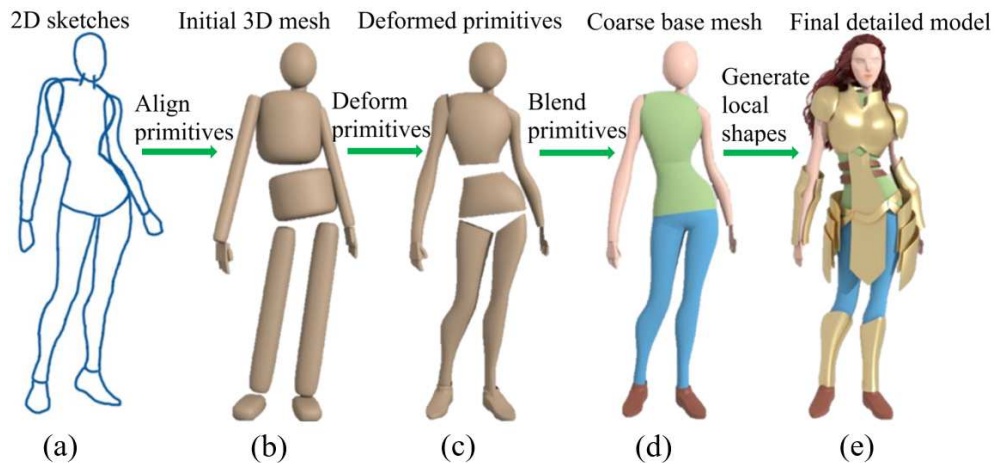 2D sketches
Initial 3D mesh
Deformed primitives
Coarse base mesh
Final detailed model
Align
primitives
Deform
primitives
Blend
primitives
Generate
local
shapes
(a)
(b)
(c)
(d)
(e)